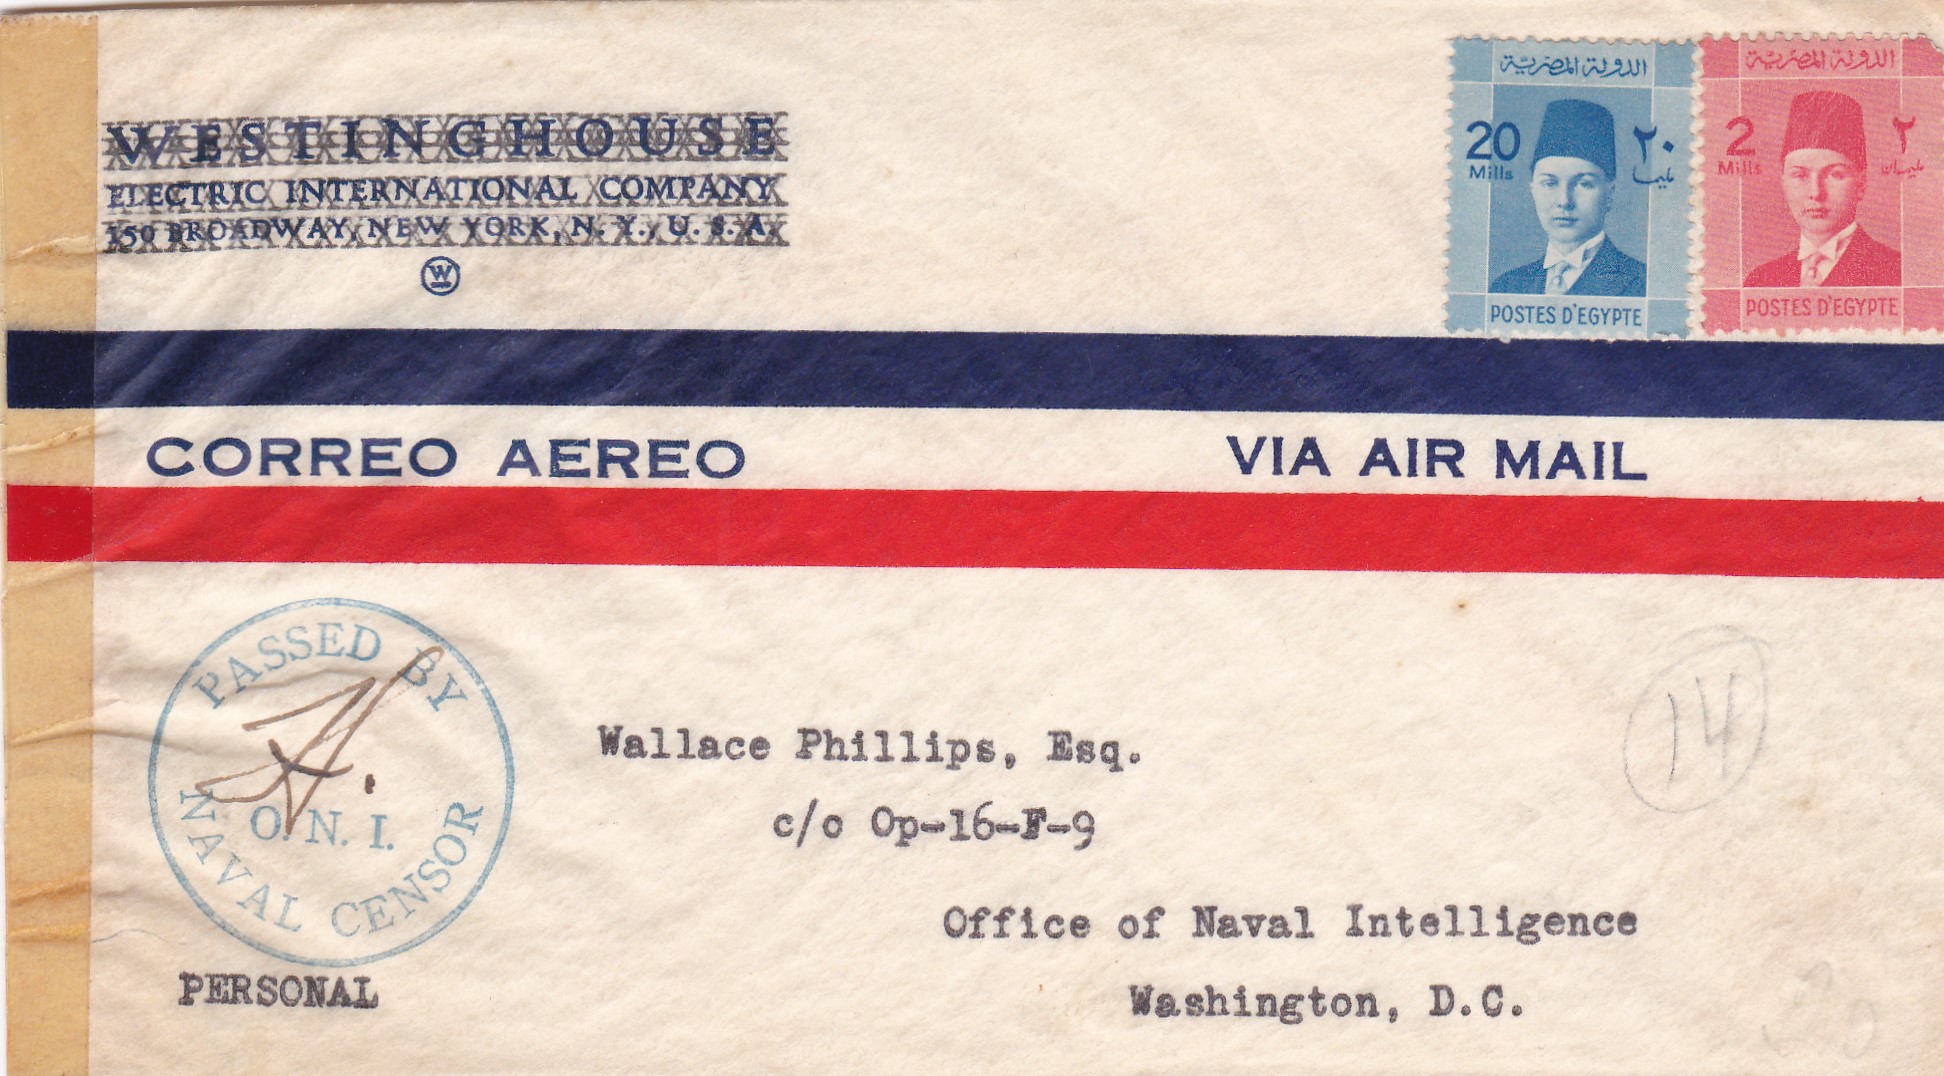 WESTINGHOUSE
ELECTRIC INTERNATIONAL COMPANY
150 BROADWAY, NEW YORK, N. Y., U. S. A.
W
الدولة المصرية
20 ٢٠
Mills مليما
POSTES D'EGYPTE
الدولة المصرية
2 ٢
Mills مليمان
POSTES D'EGYPTE
CORREO AEREO VIA AIR MAIL
PASSED BY
H.
O. N. I.
NAVAL CENSOR
14
Wallace Phillips, Esq.
c/o Op-16-F-9
Office of Naval Intelligence
PERSONAL
Washington, D.C.